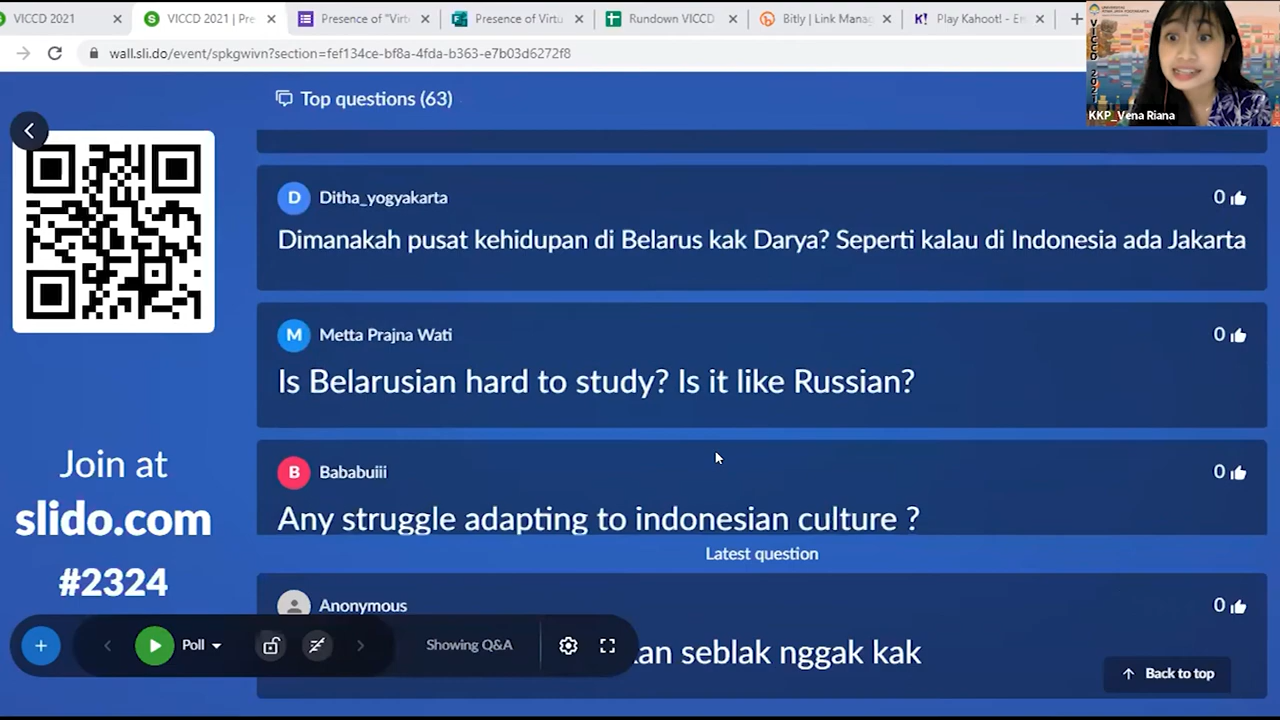 VICCD 2021
VICCD 2021 | Pre
Presence of "Virt
Presence of Virtu
Rundown VICCD
Bitly | Link Manag
Play Kahoot! - En
wall.sli.do/event/spkgwivn?section=fef134ce-bf8a-4fda-b363-e7b03d6272f8
VICCD 2021
KKP_Vena Riana
Top questions (63)
D Ditha_yogyakarta 0
Dimanakah pusat kehidupan di Belarus kak Darya? Seperti kalau di Indonesia ada Jakarta
M Metta Prajna Wati 0
Is Belarusian hard to study? Is it like Russian?
B Bababuiii 0
Any struggle adapting to indonesian culture ?
Latest question
Anonymous 0
seblak nggak kak
Join at
slido.com
#2324
Poll
Showing Q&A
Back to top